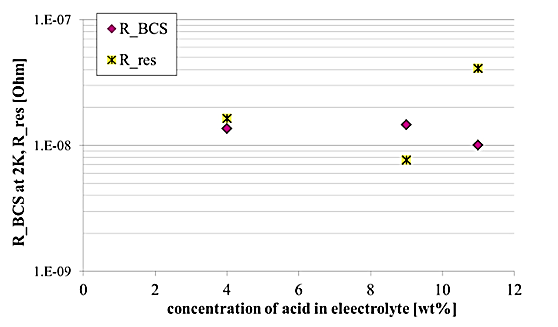 1.E-07
R_BCS
R_res
1.E-08
1.E-09
R_BCS at 2K, R_res [Ohm]
0 2 4 6 8 10 12
concentration of acid in eleectrolyte [wt%]